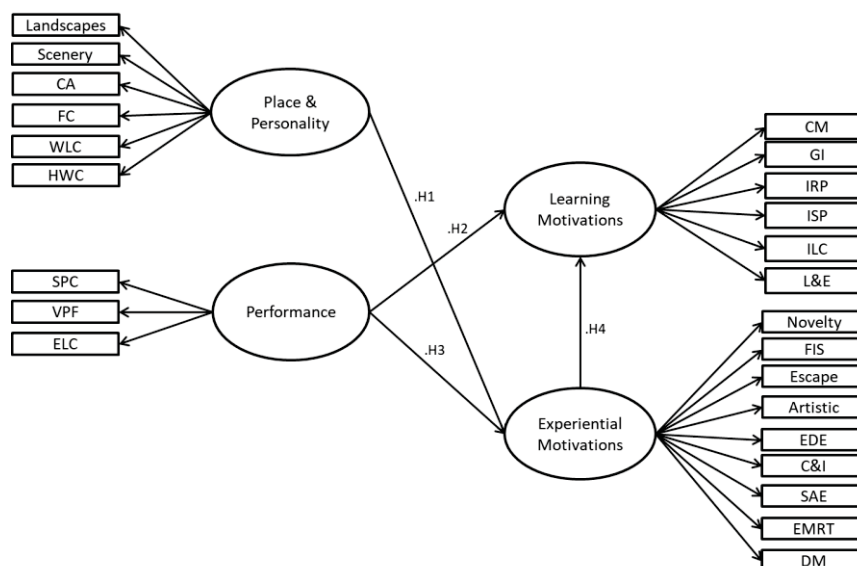 Landscapes
Scenery
CA
FC
WLC
HWC
Place &
Personality
SPC
VPF
ELC
Performance
.H1
.H2
.H3
.H4
Learning
Motivations
Experiential
Motivations
CM
GI
IRP
ISP
ILC
L&E
Novelty
FIS
Escape
Artistic
EDE
C&I
SAE
EMRT
DM